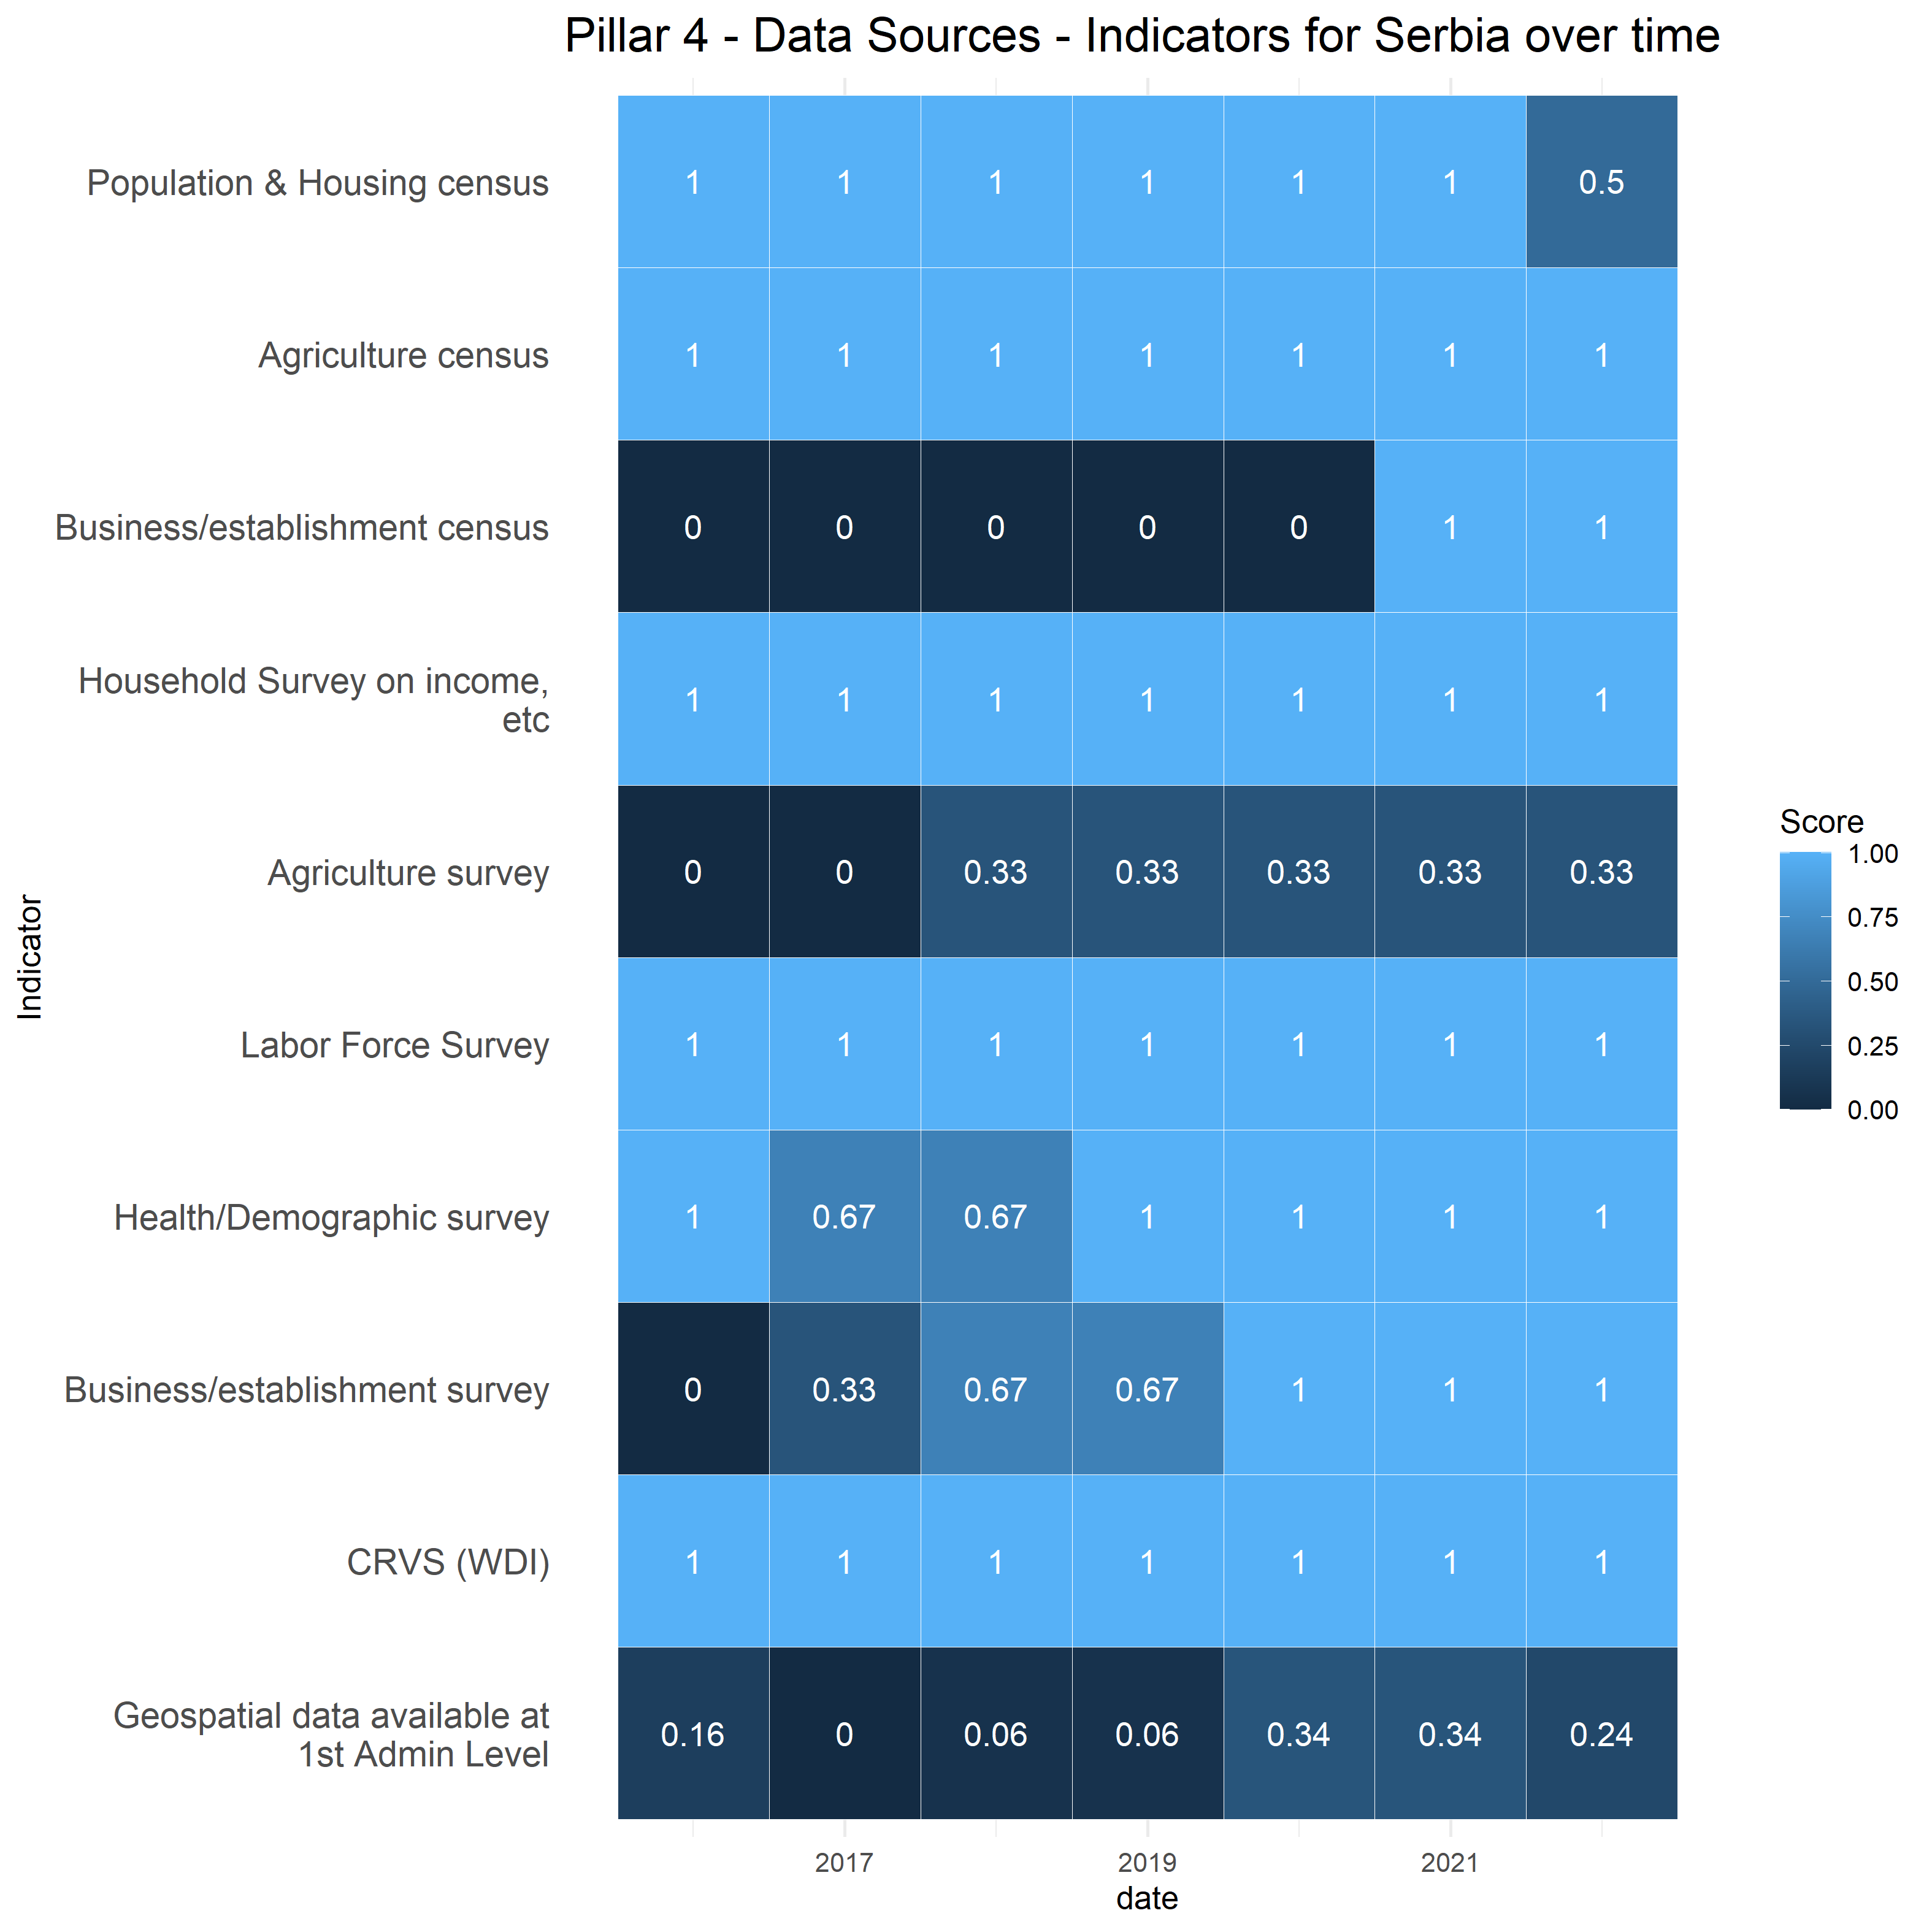 Pillar 4 - Data Sources - Indicators for Serbia over time
Population & Housing census
1 1 1 1 1 1 0.5
Agriculture census
1 1 1 1 1 1 1
Business/establishment census
0 0 0 0 0 1 1
Household Survey on income,
etc
1 1 1 1 1 1 1
Agriculture survey
0 0 0.33 0.33 0.33 0.33 0.33
Labor Force Survey
1 1 1 1 1 1 1
Health/Demographic survey
1 0.67 0.67 1 1 1 1
Business/establishment survey
0 0.33 0.67 0.67 1 1 1
CRVS (WDI)
1 1 1 1 1 1 1
Geospatial data available at
1st Admin Level
0.16 0 0.06 0.06 0.34 0.34 0.24
2017 2019 2021
date
Indicator
Score
1.00
0.75
0.50
0.25
0.00